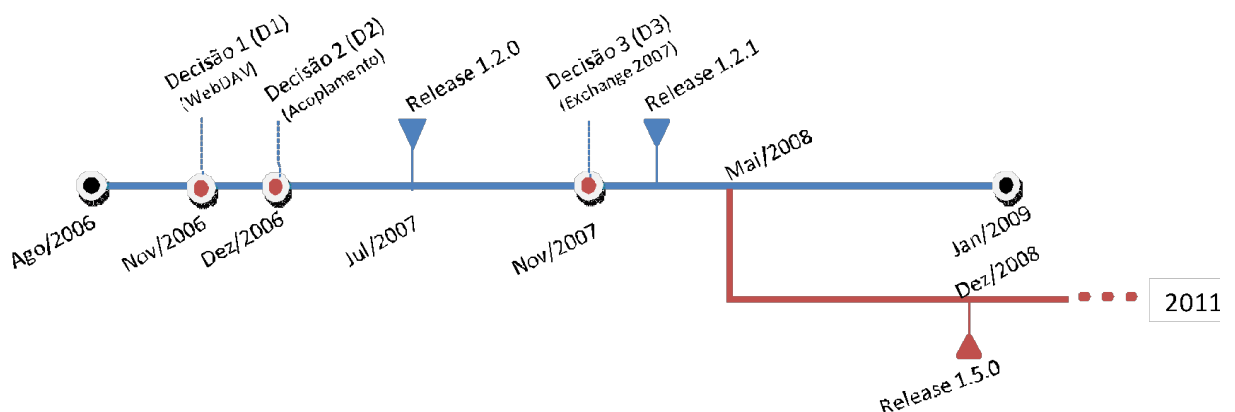 Decisão 1 (D1)
(WebDAV)
Decisão 2 (D2)
(Acoplamento)
Release 1.2.0
Decisão 3 (D3)
(Exchange 2007)
Release 1.2.1
Mai/2008
Ago/2006
Nov/2006
Dez/2006
Jul/2007
Nov/2007
Jan/2009
Dez/2008
2011
Release 1.5.0